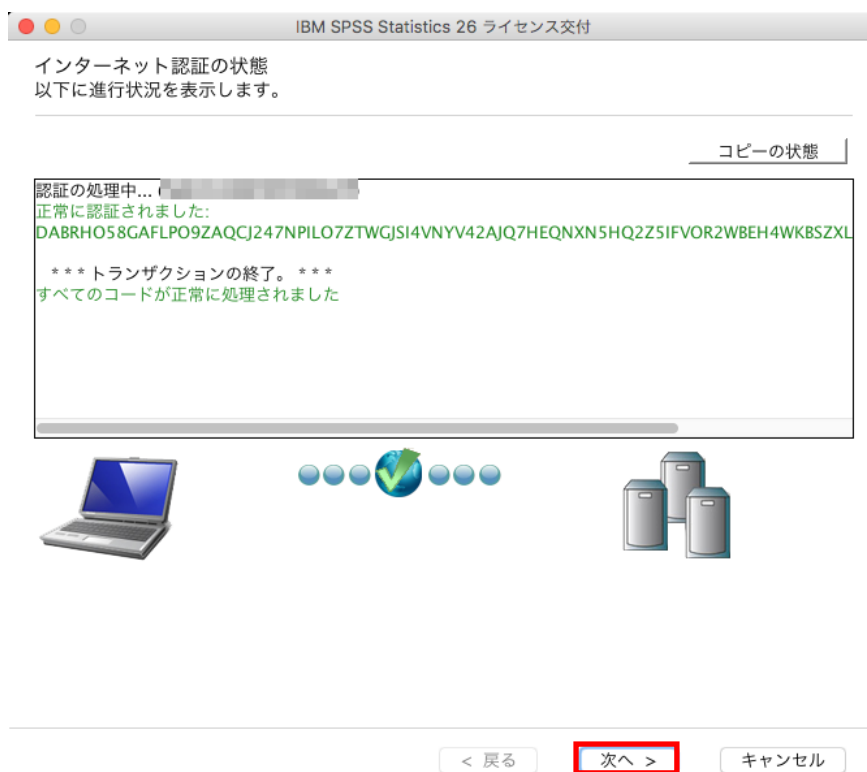 IBM SPSS Statistics 26 ライセンス交付
インターネット認証の状態
以下に進行状況を表示します。
コピーの状態
認証の処理中... (
正常に認証されました:
DABRHO58GAFLPO9ZAQCJ247NPILO7ZTWGJSI4VNYV42AJQ7HEQNXN5HQ2Z5IFVOR2WBEH4WKBSZXL
* * * トランザクションの終了。 * * *
すべてのコードが正常に処理されました
< 戻る
次へ >
キャンセル